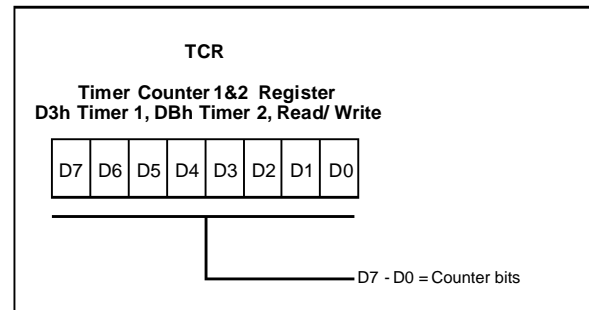 TCR
Timer Counter 1&2 Register
D3h Timer 1, DBh Timer 2, Read/ Write
D7 D6 D5 D4 D3 D2 D1 D0
D7 - D0 = Counter bits